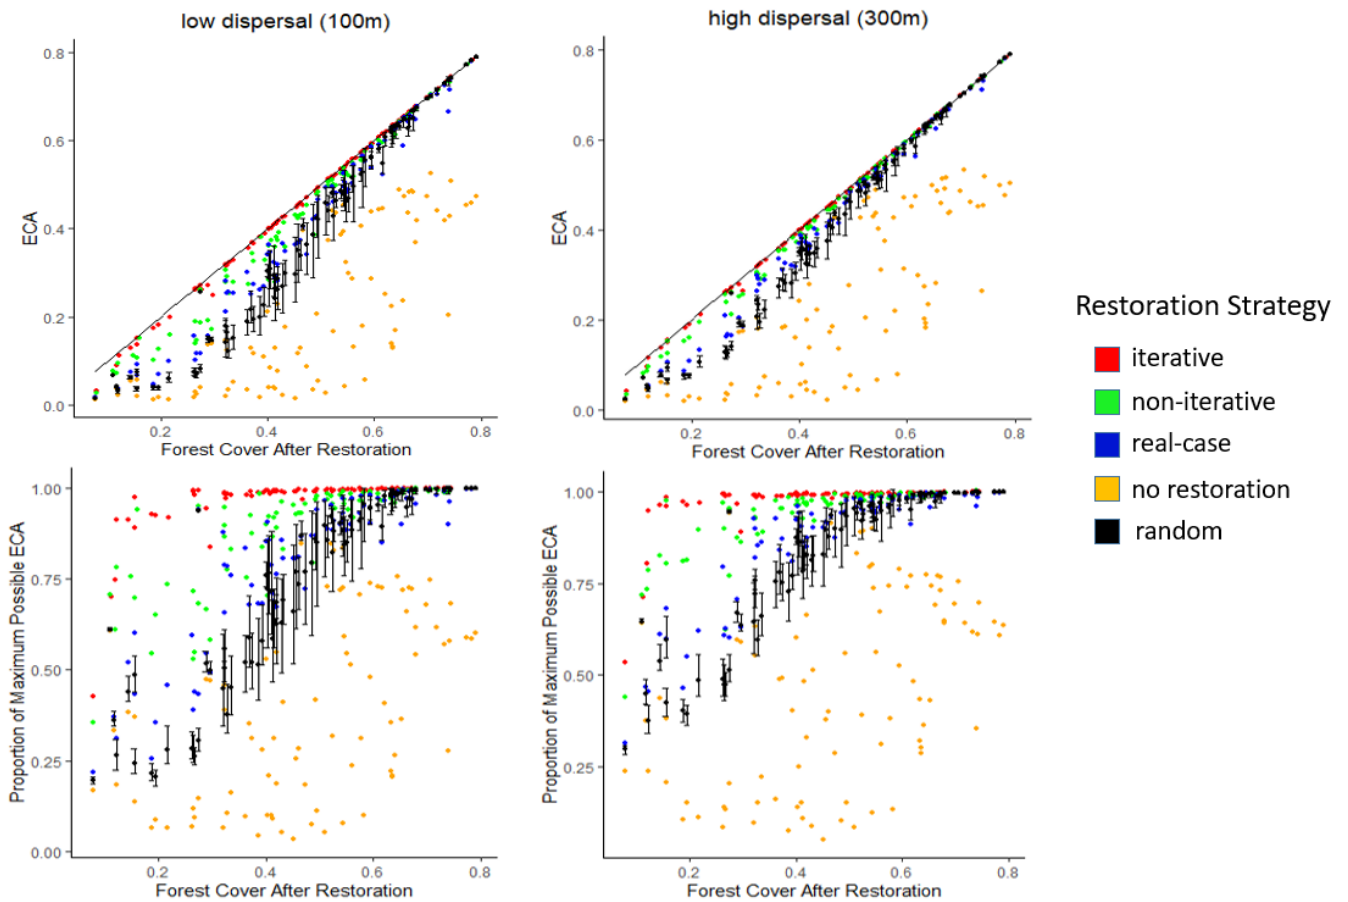 low dispersal (100m)
high dispersal (300m)
ECA
0.8
0.6
0.4
0.2
0.0
0.2 0.4 0.6 0.8
Forest Cover After Restoration
ECA
0.8
0.6
0.4
0.2
0.0
0.2 0.4 0.6 0.8
Forest Cover After Restoration
Proportion of Maximum Possible ECA
1.00
0.75
0.50
0.25
0.00
0.2 0.4 0.6 0.8
Forest Cover After Restoration
Proportion of Maximum Possible ECA
1.00
0.75
0.50
0.25
0.2 0.4 0.6 0.8
Forest Cover After Restoration
Restoration Strategy
iterative
non-iterative
real-case
no restoration
random